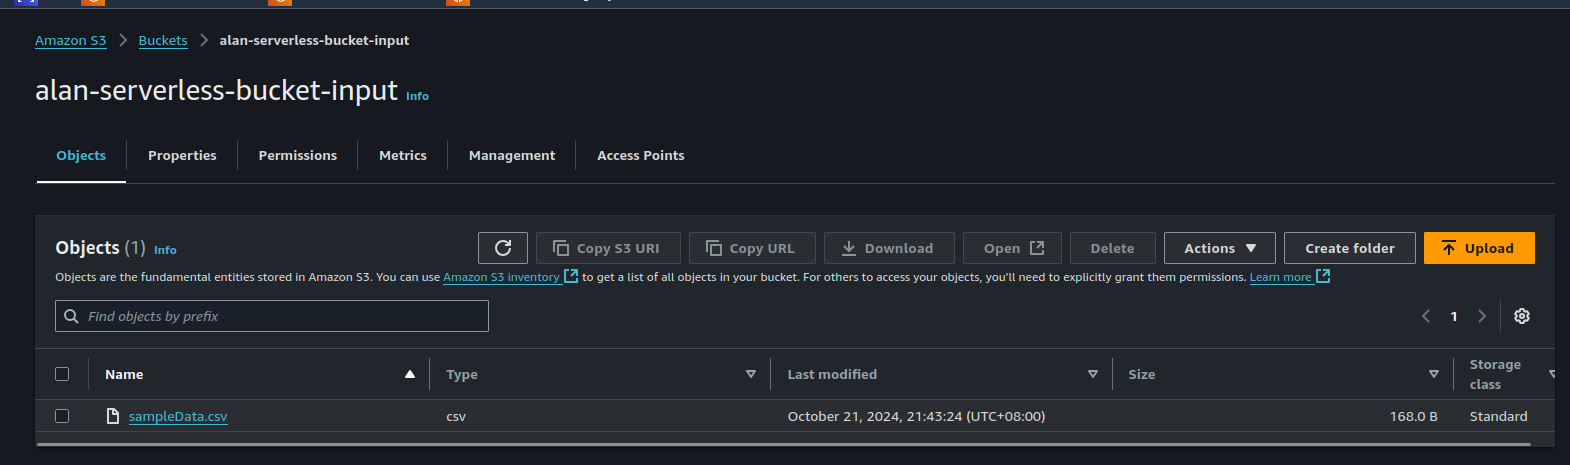 Amazon S3 > Buckets > alan-serverless-bucket-input
alan-serverless-bucket-input Info
Objects Properties Permissions Metrics Management Access Points
Objects (1) Info Copy S3 URI Copy URL Download Open Delete Actions Create folder Upload
Objects are the fundamental entities stored in Amazon S3. You can use Amazon S3 inventory to get a list of all objects in your bucket. For others to access your objects, you'll need to explicitly grant them permissions. Learn more
Find objects by prefix 1
Name Type Last modified Size Storage class
sampleData.csv csv October 21, 2024, 21:43:24 (UTC+08:00) 168.0 B Standard